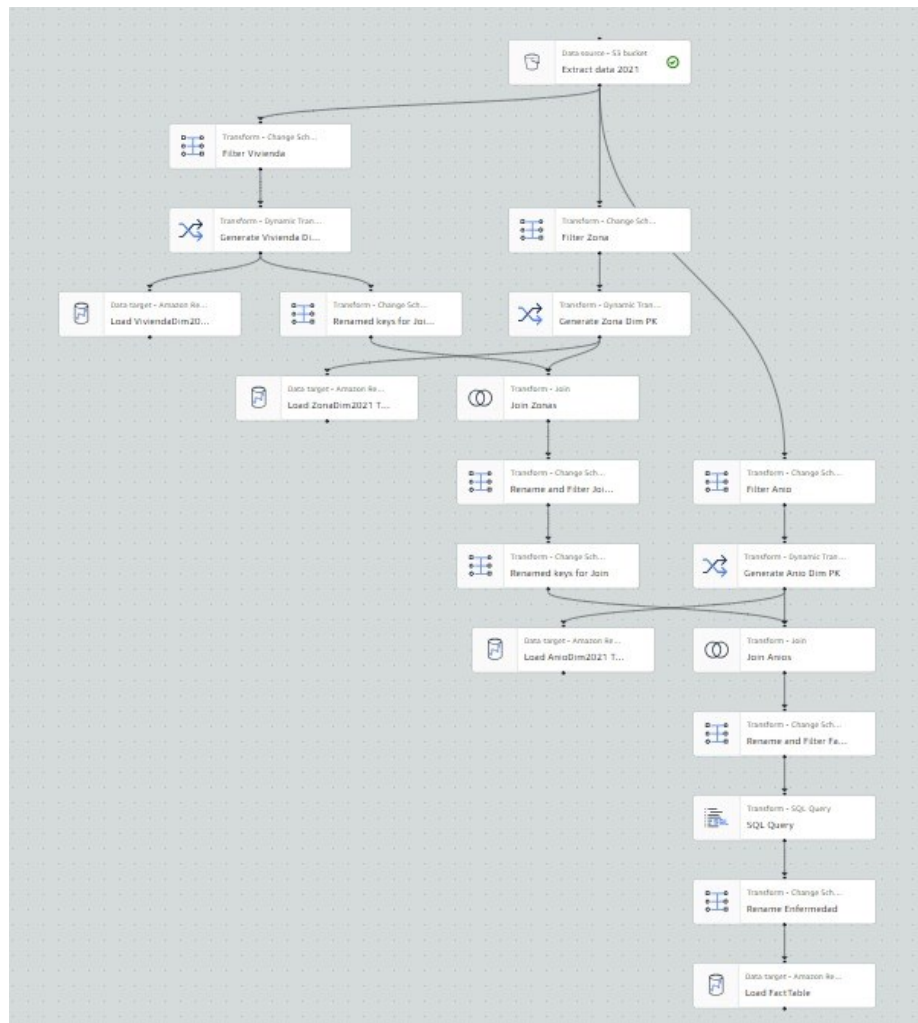 Data source - S3 bucket
Extract data 2021
Transform - Change Sch...
Filter Vivienda
Transform - Dynamic Tran...
Generate Vivienda Di...
Transform - Change Sch...
Filter Zona
Data target - Amazon Re...
Load ViviendaDim20...
Transform - Change Sch...
Renamed keys for Joi...
Transform - Dynamic Tran...
Generate Zona Dim PK
Data target - Amazon Re...
Load ZonaDim2021 T...
Transform - Join
Join Zonas
Transform - Change Sch...
Rename and Filter Joi...
Transform - Change Sch...
Filter Anio
Transform - Change Sch...
Renamed keys for Join
Transform - Dynamic Tran...
Generate Anio Dim PK
Data target - Amazon Re...
Load AnioDim2021 T...
Transform - Join
Join Anios
Transform - Change Sch...
Rename and Filter Fa...
Transform - SQL Query
SQL Query
Transform - Change Sch...
Rename Enfermedad
Data target - Amazon Re...
Load FactTable